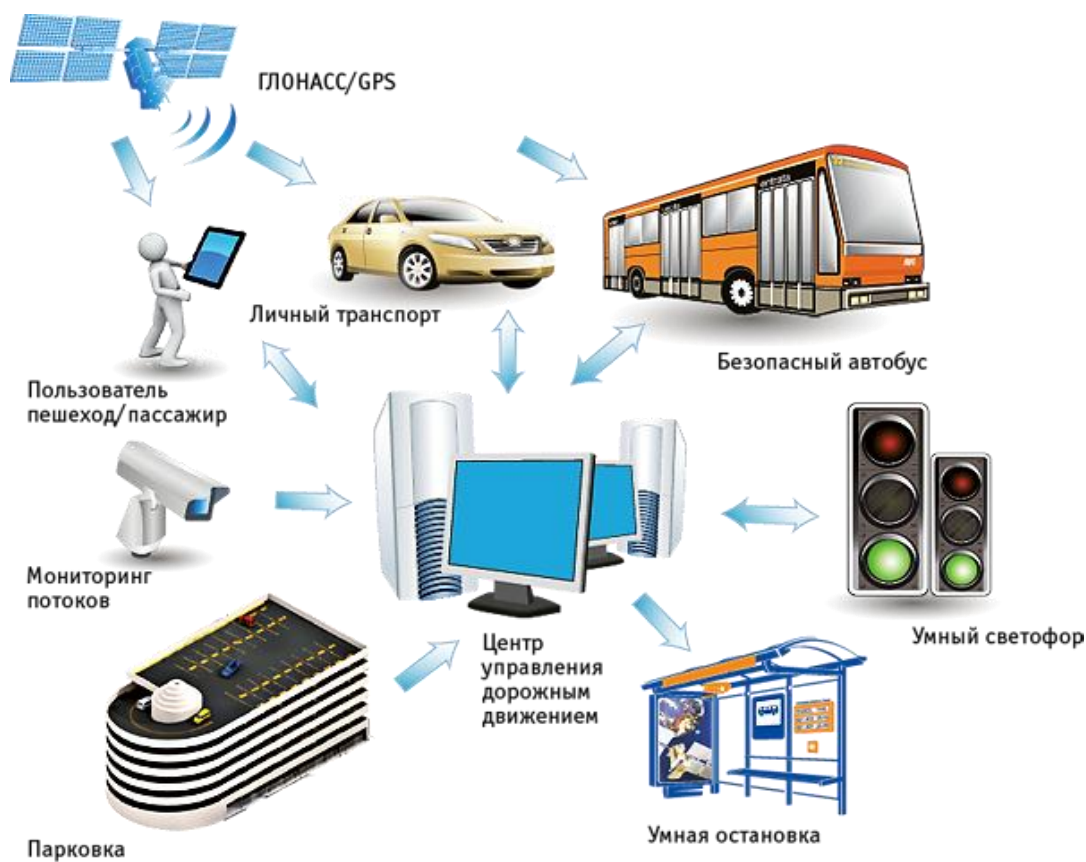 ГЛОНАСС/GPS
entrata
Личный транспорт
Безопасный автобус
Пользователь
пешеход/пассажир
Мониторинг
потоков
Умный светофор
Центр
управления
дорожным
движением
Умная остановка
Парковка